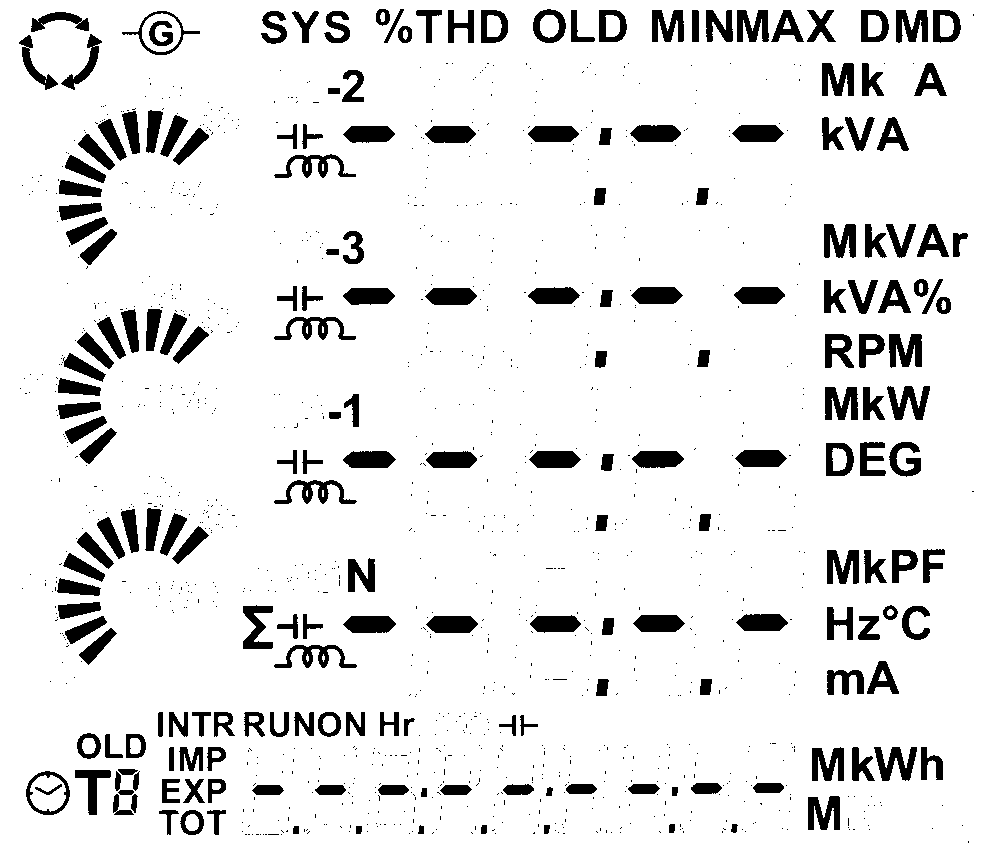 G SYS %THD OLD MINMAX DMD
-2 Mk A
kVA
-3 MkVAr
kVA%
RPM
-1 MkW
DEG
N MkPF
Σ Hz°C
mA
INTR RUNON Hr
OLD IMP MkWh
T8 EXP
TOT M